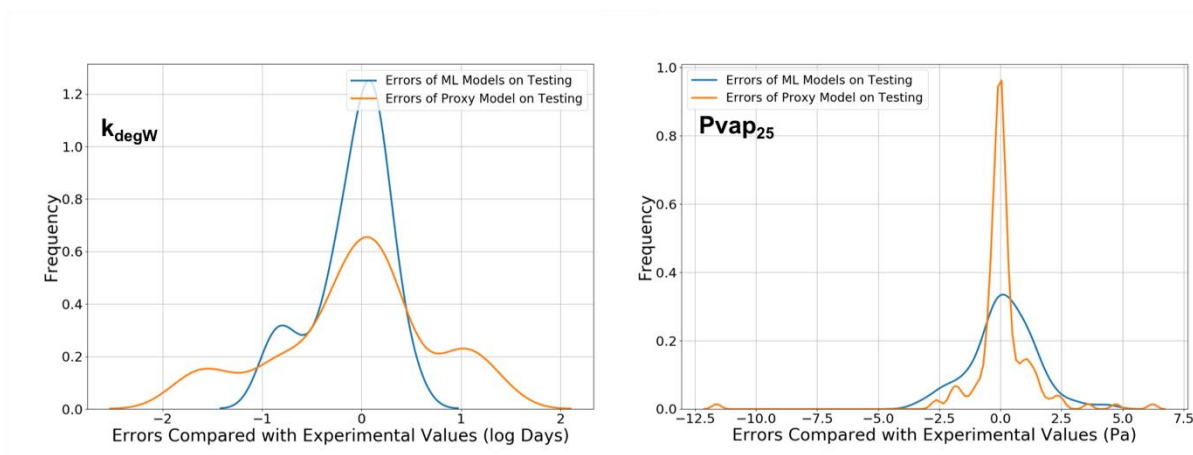 Errors of ML Models on Testing
Errors of Proxy Model on Testing
k_degW
Frequency
1.2
1.0
0.8
0.6
0.4
0.2
0.0
−2
−1
0
1
2
Errors Compared with Experimental Values (log Days)
Errors of ML Models on Testing
Errors of Proxy Model on Testing
Pvap25
Frequency
1.0
0.8
0.6
0.4
0.2
0.0
−12.5
−10.0
−7.5
−5.0
−2.5
0.0
2.5
5.0
7.5
Errors Compared with Experimental Values (Pa)